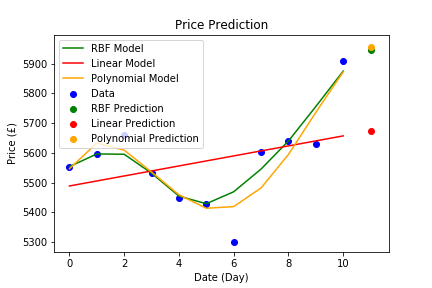 Price Prediction
RBF Model
Linear Model
Polynomial Model
Data
RBF Prediction
Linear Prediction
Polynomial Prediction
5900
5800
5700
5600
5500
5400
5300
Price (£)
0 2 4 6 8 10
Date (Day)